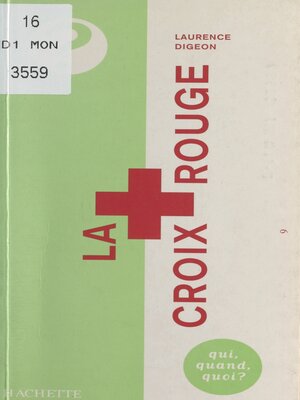 16
D1 MON
3559
LAURENCE
DIGEON
LA
CROIX ROUGE
9
qui,
quand,
quoi?
HACHETTE